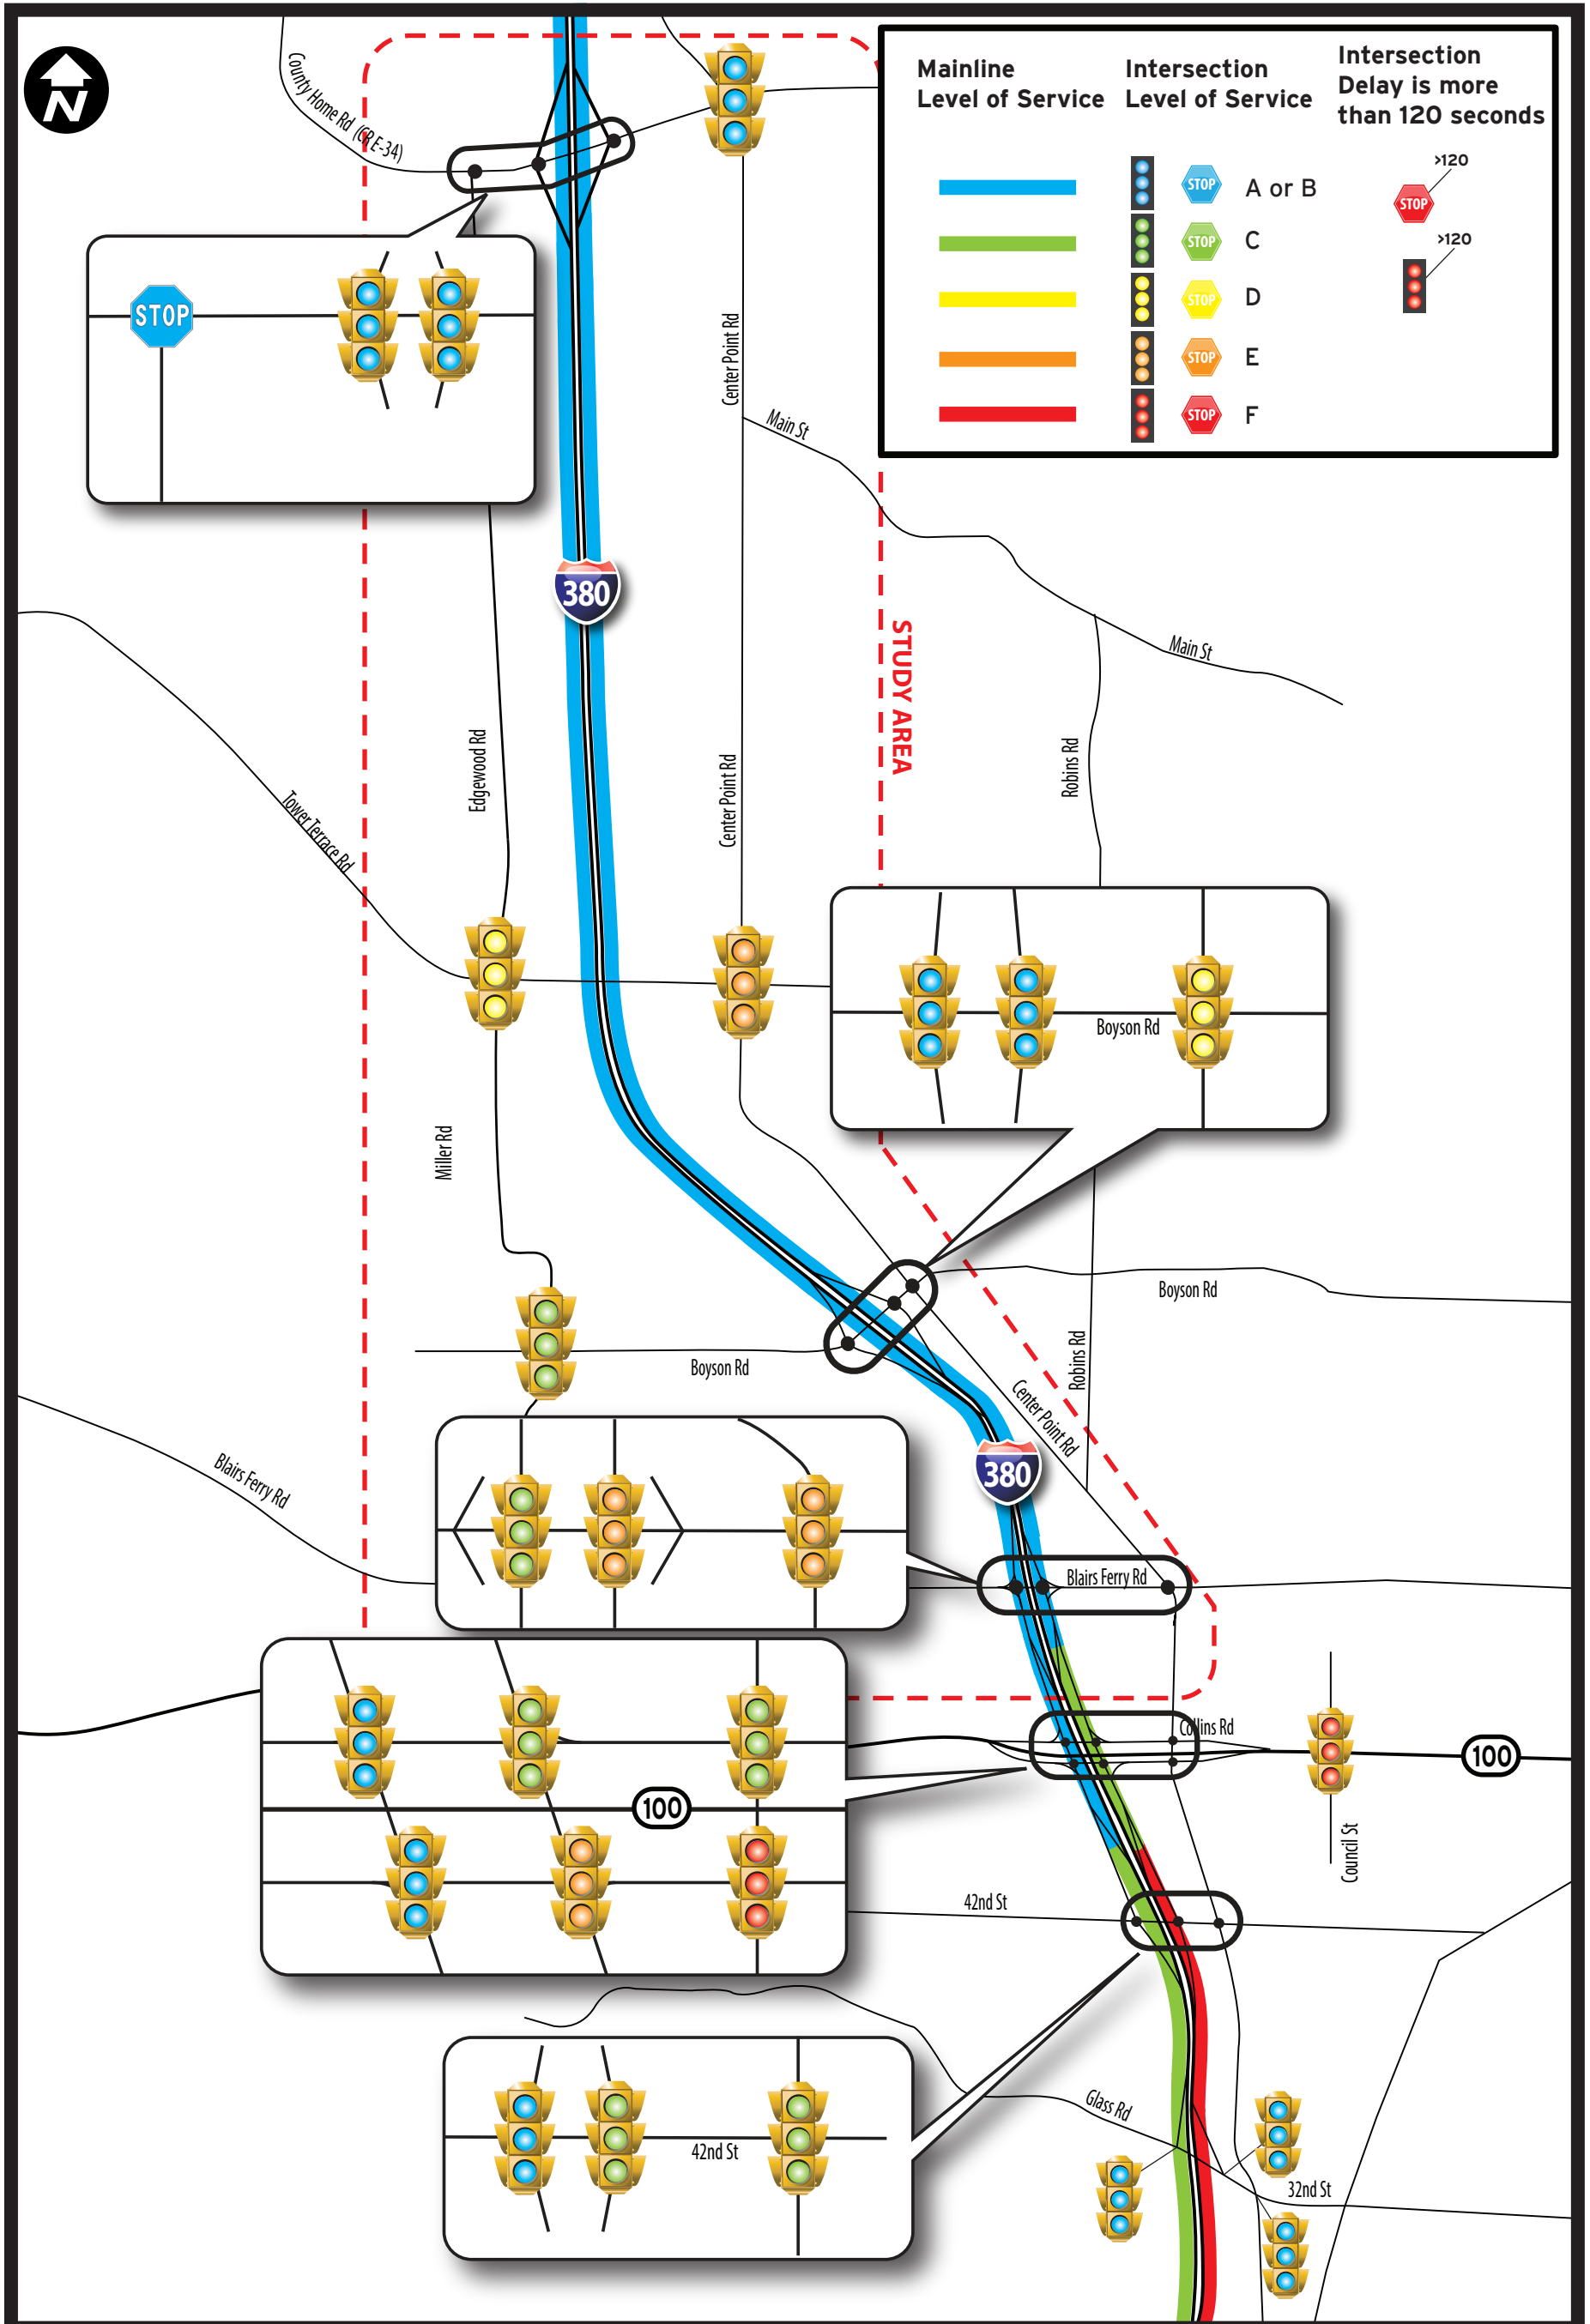 N
County Home Rd (CR E-34)
Mainline
Level of Service
Intersection
Level of Service
Intersection
Delay is more
than 120 seconds
STOP
A or B
>120
STOP
STOP
C
>120
STOP
D
STOP
E
STOP
F
STOP
Center Point Rd
Main St
380
STUDY AREA
Main St
Edgewood Rd
Center Point Rd
Robins Rd
Tower Terrace Rd
Boyson Rd
Miller Rd
Boyson Rd
Boyson Rd
Robins Rd
Center Point Rd
380
Blairs Ferry Rd
Blairs Ferry Rd
Collins Rd
100
100
Council St
42nd St
42nd St
Glass Rd
32nd St